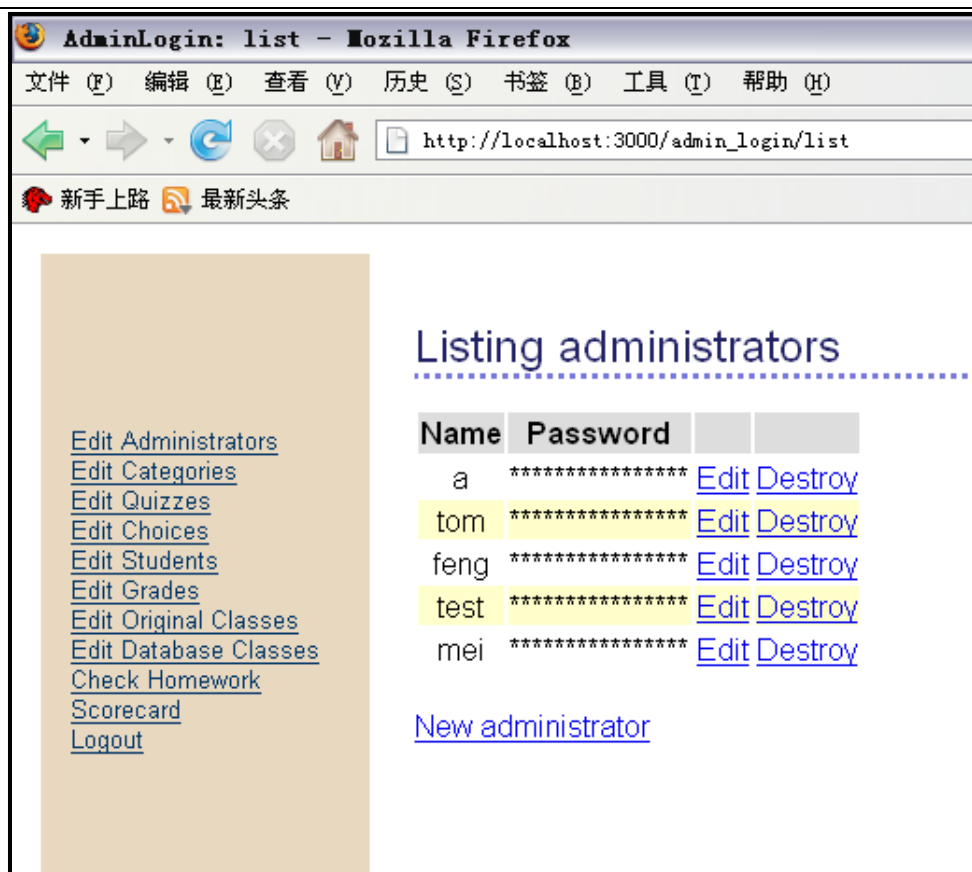 AdminLogin: list - Mozilla Firefox
文件 (F) 编辑 (E) 查看 (V) 历史 (S) 书签 (B) 工具 (T) 帮助 (H)
http://localhost:3000/admin_login/list
新手上路 最新头条
Listing administrators
Edit Administrators
Edit Categories
Edit Quizzes
Edit Choices
Edit Students
Edit Grades
Edit Original Classes
Edit Database Classes
Check Homework
Scorecard
Logout
Name Password
a **************** Edit Destroy
tom **************** Edit Destroy
feng **************** Edit Destroy
test **************** Edit Destroy
mei **************** Edit Destroy
New administrator